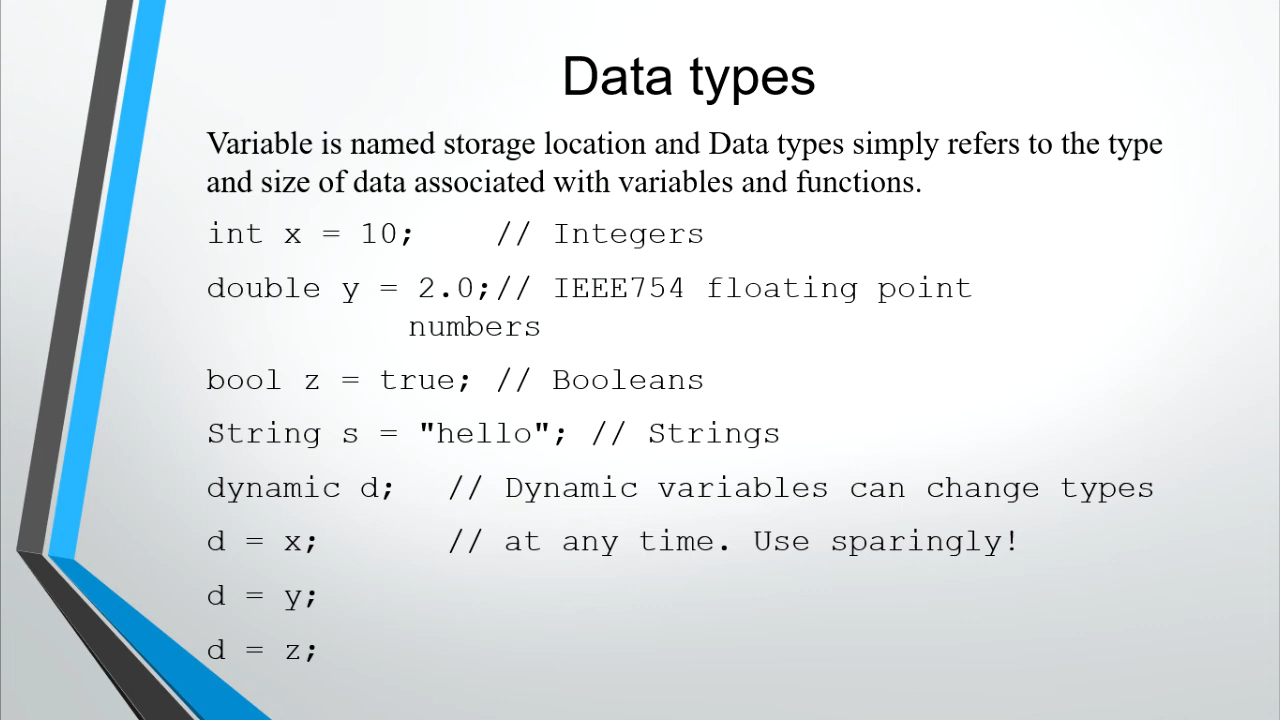 Data types
Variable is named storage location and Data types simply refers to the type
and size of data associated with variables and functions.
int x = 10;    // Integers
double y = 2.0;// IEEE754 floating point
numbers
bool z = true; // Booleans
String s = "hello"; // Strings
dynamic d;   // Dynamic variables can change types
d = x;       // at any time. Use sparingly!
d = y;
d = z;